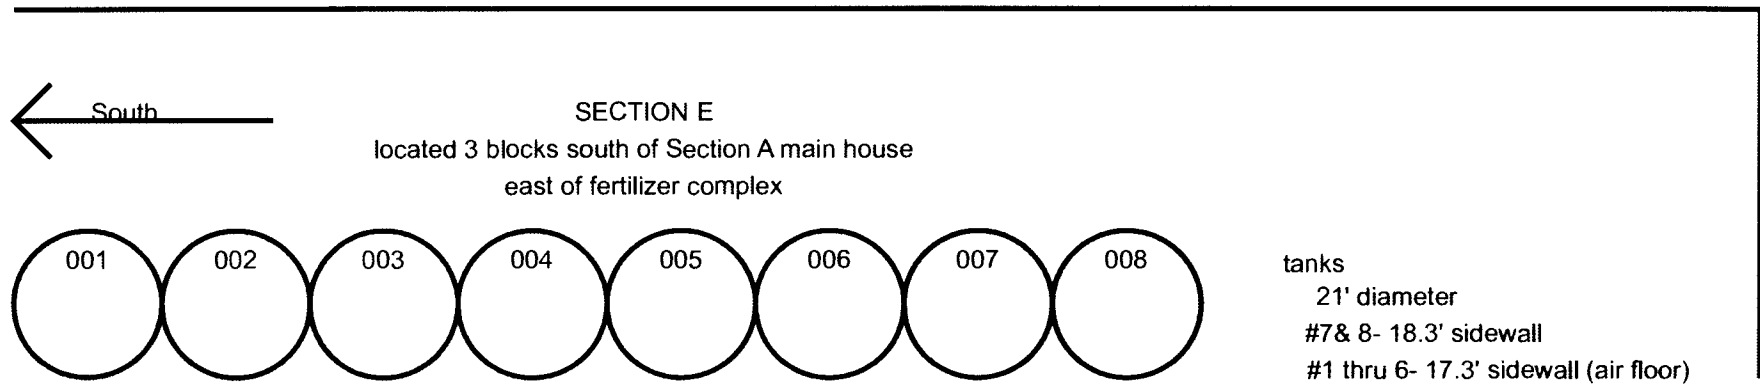 South
SECTION E
located 3 blocks south of Section A main house
east of fertilizer complex
001 002 003 004 005 006 007 008
tanks
21' diameter
#7& 8- 18.3' sidewall
#1 thru 6- 17.3' sidewall (air floor)